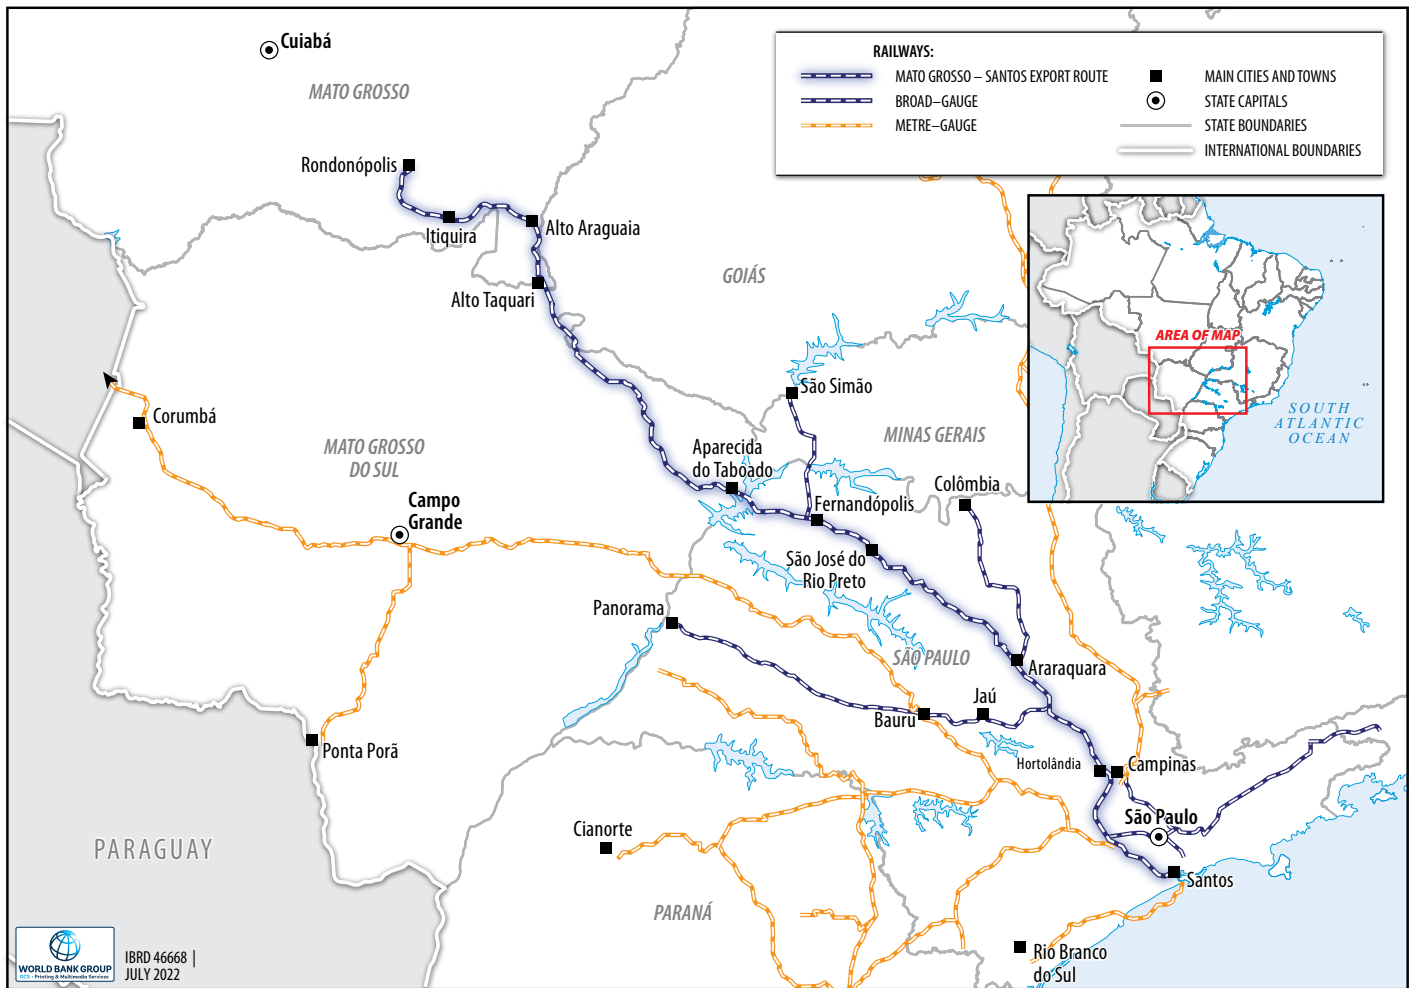 Cuiabá
MATO GROSSO
RAILWAYS:
MATO GROSSO – SANTOS EXPORT ROUTE
BROAD–GAUGE
METRE–GAUGE
MAIN CITIES AND TOWNS
STATE CAPITALS
STATE BOUNDARIES
INTERNATIONAL BOUNDARIES
Rondonópolis
Itiquira
Alto Araguaia
Alto Taquari
GOIÁS
AREA OF MAP
SOUTH
ATLANTIC
OCEAN
São Simão
Corumbá
MATO GROSSO
DO SUL
MINAS GERAIS
Aparecida
do Taboado
Colômbia
Campo
Grande
Fernandópolis
São José do
Rio Preto
Panorama
SÃO PAULO
Araraquara
Jaú
Bauru
Ponta Porã
Hortolândia
Campinas
São Paulo
Cianorte
PARAGUAY
Santos
PARANÁ
Rio Branco
do Sul
WORLD BANK GROUP
GCS - Printing & Multimedia Services
IBRD 46668 |
JULY 2022